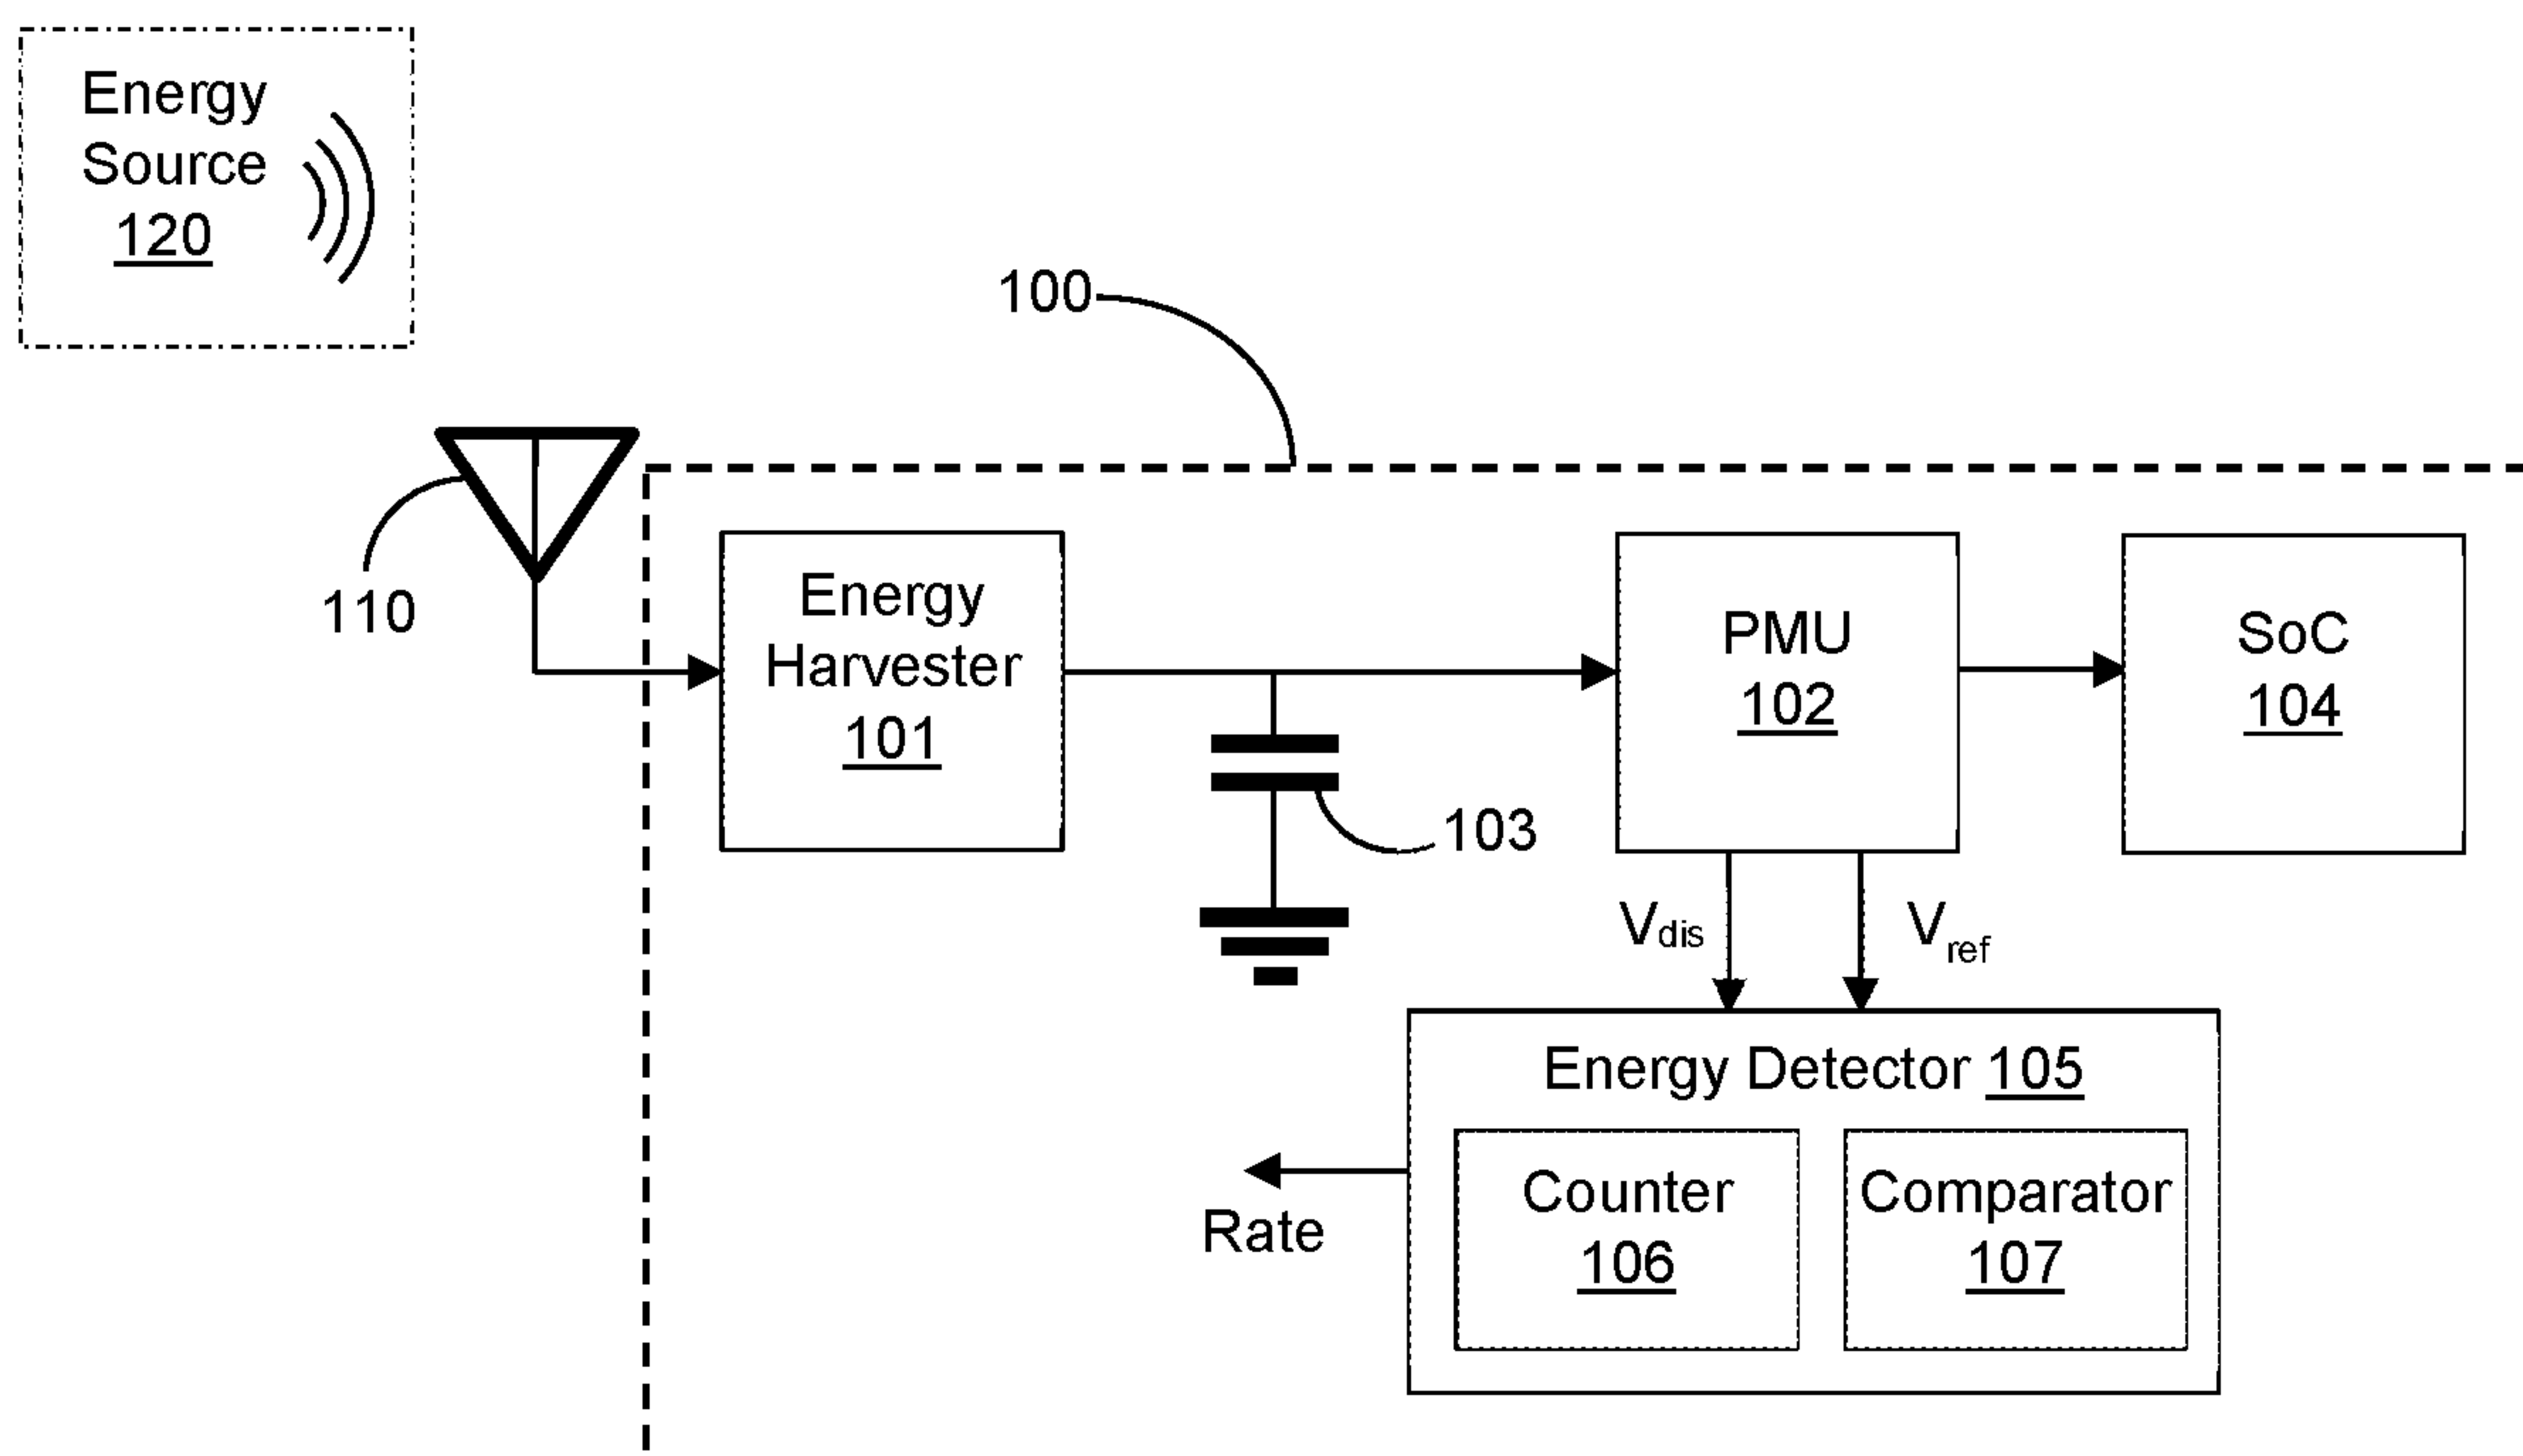 Energy
Source
120
100
110
Energy
Harvester
101
103
PMU
102
SoC
104
Vdis
Vref
Energy Detector 105
Counter
106
Comparator
107
Rate